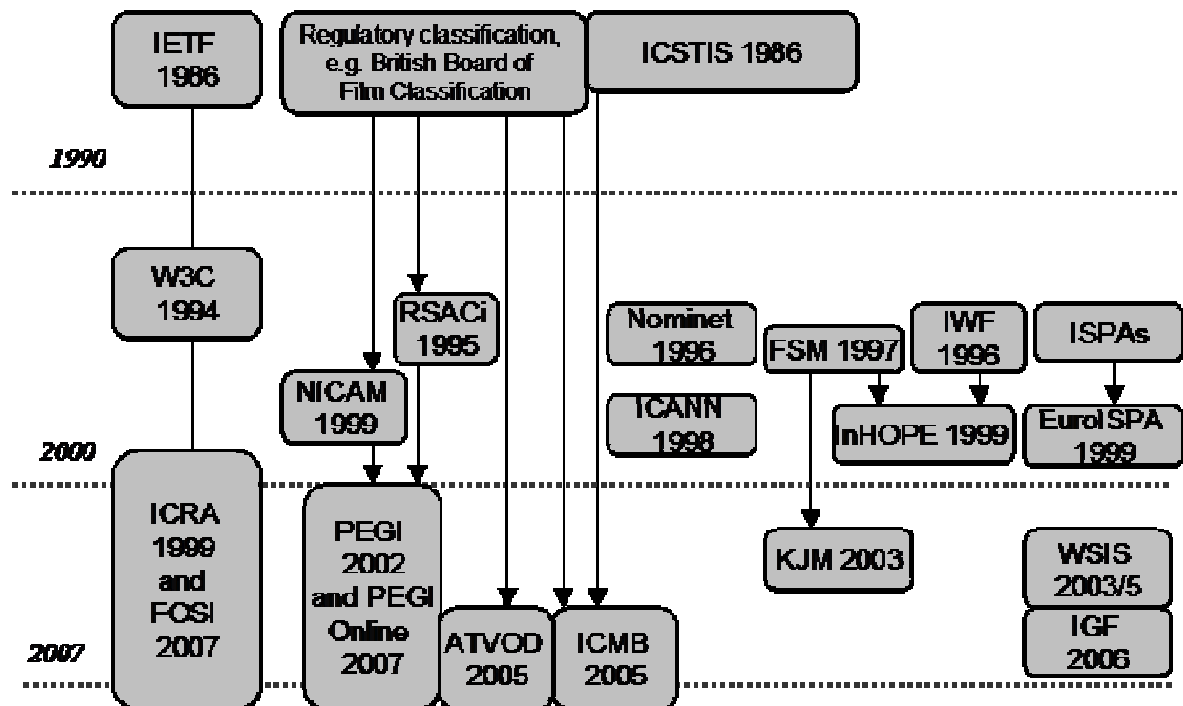 IETF
1986
Regulatory classification,
e.g. British Board of
Film Classification
ICSTIS 1986
1990
W3C
1994
RSACi
1995
Nominet
1996
FSM 1997
IWF
1996
ISPAs
NICAM
1999
ICANN
1998
InHOPE 1999
EuroISPA
1999
2000
ICRA
1999
and
FOSI
2007
PEGI
2002
and PEGI
Online
2007
KJM 2003
WSIS
2003/5
IGF
2006
ATVOD
2005
ICMB
2005
2007